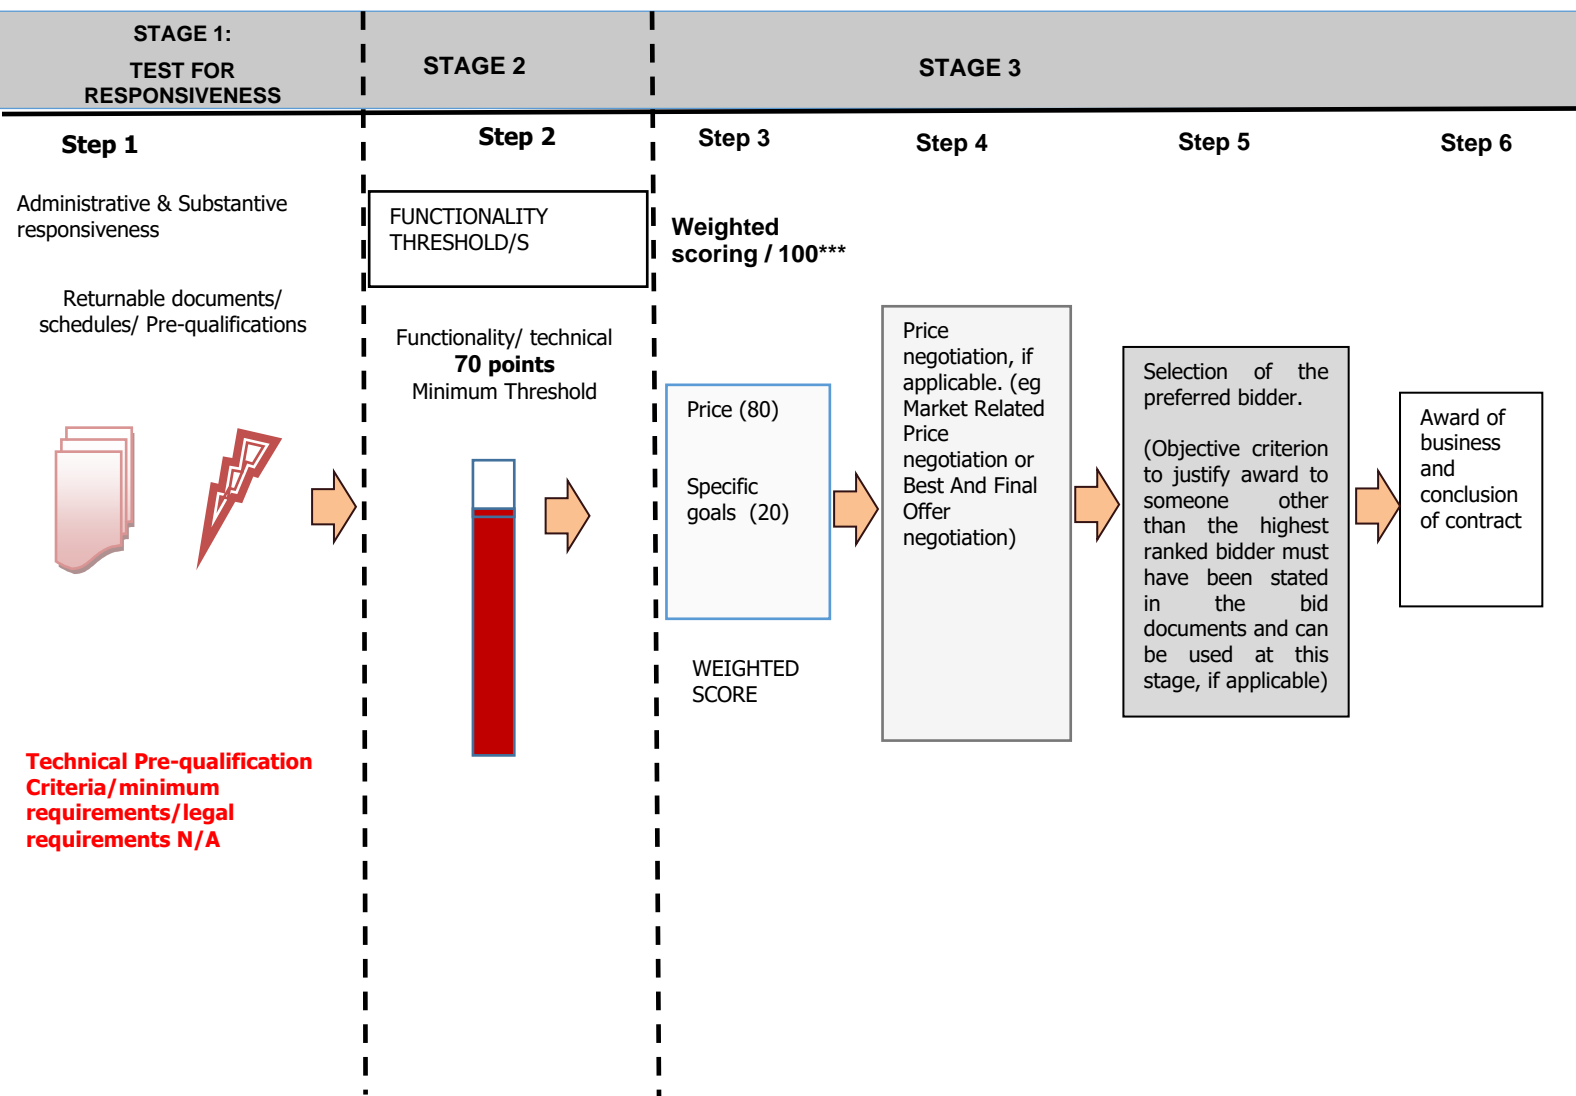 STAGE 1:
TEST FOR
RESPONSIVENESS
STAGE 2
STAGE 3
Step 1
Step 2
Step 3
Step 4
Step 5
Step 6
Administrative & Substantive
responsiveness
Returnable documents/
schedules/ Pre-qualifications
Technical Pre-qualification
Criteria/minimum
requirements/legal
requirements N/A
FUNCTIONALITY
THRESHOLD/S
Functionality/ technical
70 points
Minimum Threshold
Weighted
scoring / 100***
Price (80)
Specific
goals (20)
WEIGHTED
SCORE
Price
negotiation, if
applicable. (eg
Market Related
Price
negotiation or
Best And Final
Offer
negotiation)
Selection of the
preferred bidder.
(Objective criterion
to justify award to
someone other
than the highest
ranked bidder must
have been stated
in the bid
documents and can
be used at this
stage, if applicable)
Award of
business
and
conclusion
of contract